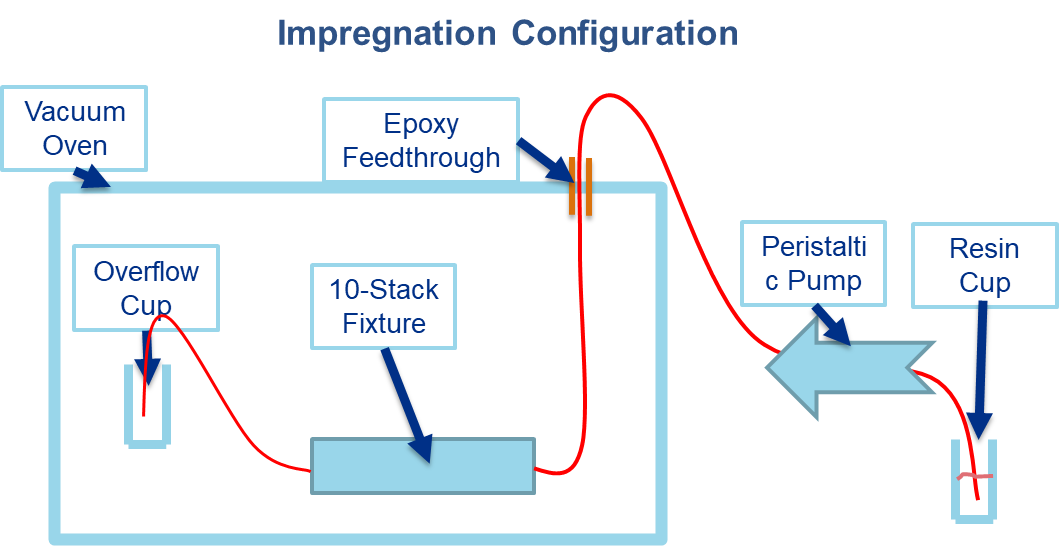 Impregnation Configuration
Vacuum
Oven
Epoxy
Feedthrough
Overflow
Cup
10-Stack
Fixture
Peristalti
c Pump
Resin
Cup